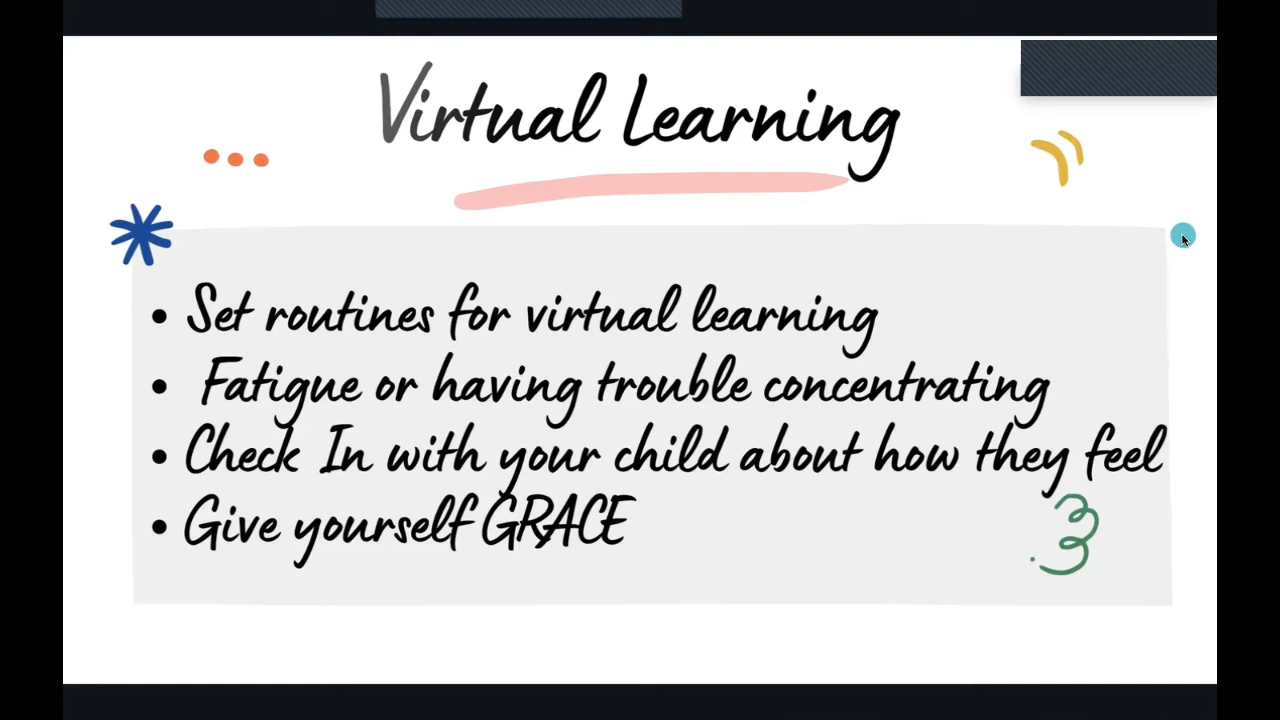 Virtual Learning
• Set routines for virtual learning
• Fatigue or having trouble concentrating
• Check In with your child about how they feel
• Give yourself GRACE